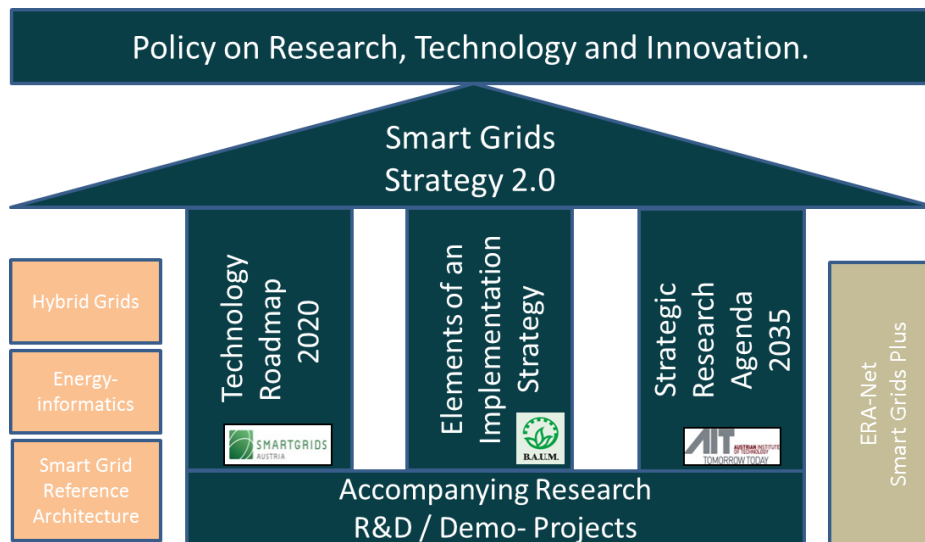 Policy on Research, Technology and Innovation.
Smart Grids
Strategy 2.0
Hybrid Grids
Energy-
informatics
Smart Grid
Reference
Architecture
Technology
Roadmap
2020
SMARTGRIDS
AUSTRIA
Elements of an
Implementation
Strategy
B.A.U.M.
Strategic
Research
Agenda
2035
AIT
AUSTRIAN INSTITUTE
OF TECHNOLOGY
TOMORROW TODAY
ERA-Net
Smart Grids Plus
Accompanying Research
R&D / Demo- Projects